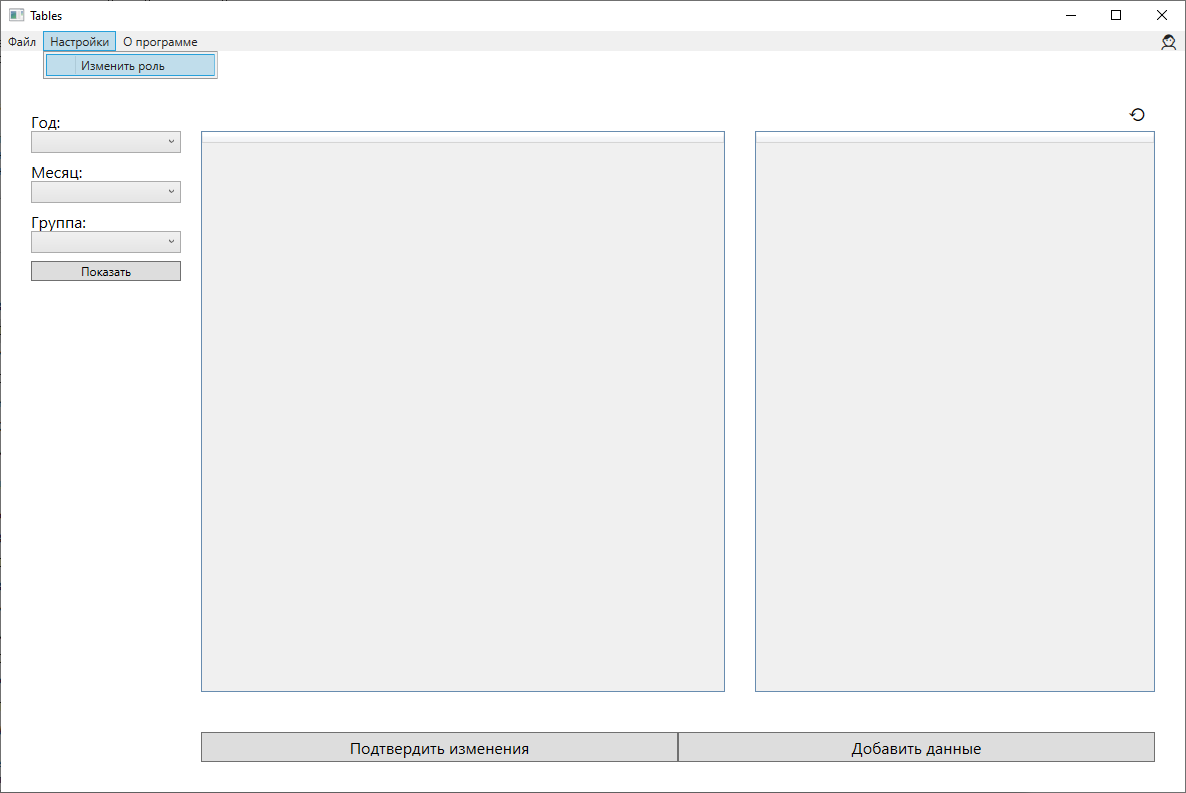 Tables
Файл Настройки О программе
Изменить роль
Год:
Месяц:
Группа:
Показать
Подтвердить изменения Добавить данные